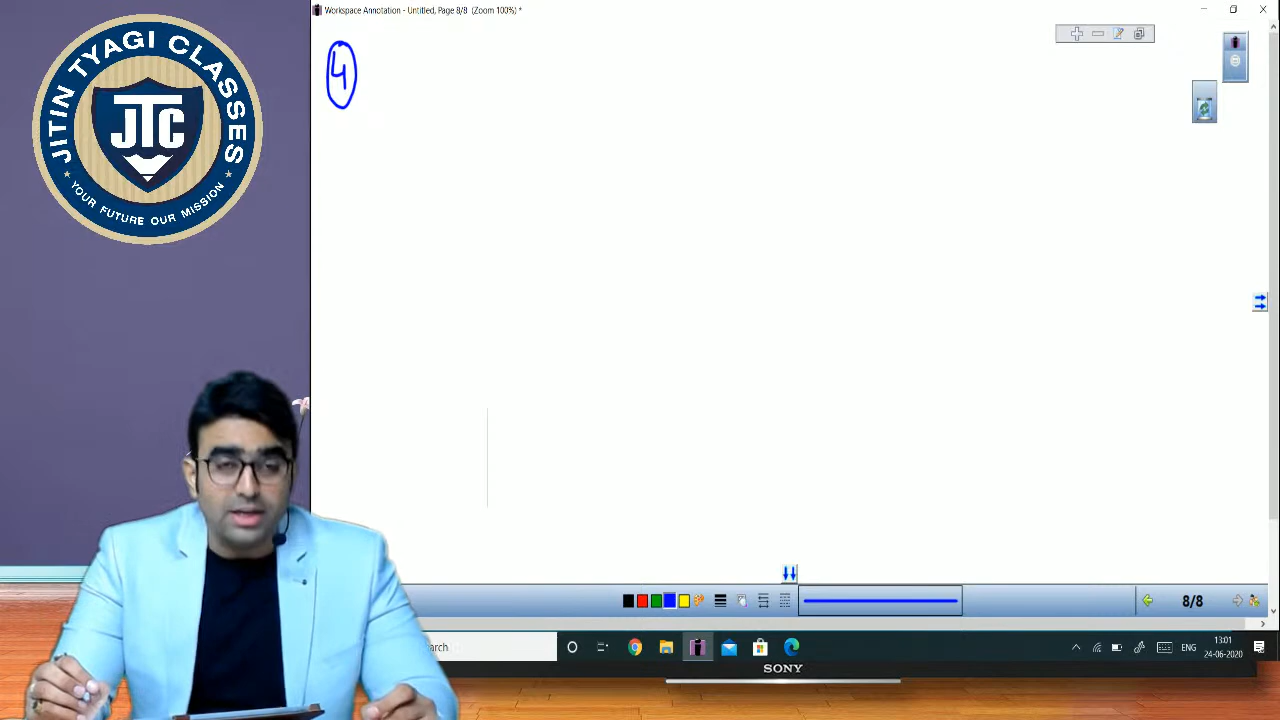 Workspace Annotation - Untitled, Page 8/8 (Zoom 100%) *
4
JITIN TYAGI CLASSES
JTC
YOUR FUTURE OUR MISSION
8/8
earch
ENG
13:01
24-06-2020
SONY